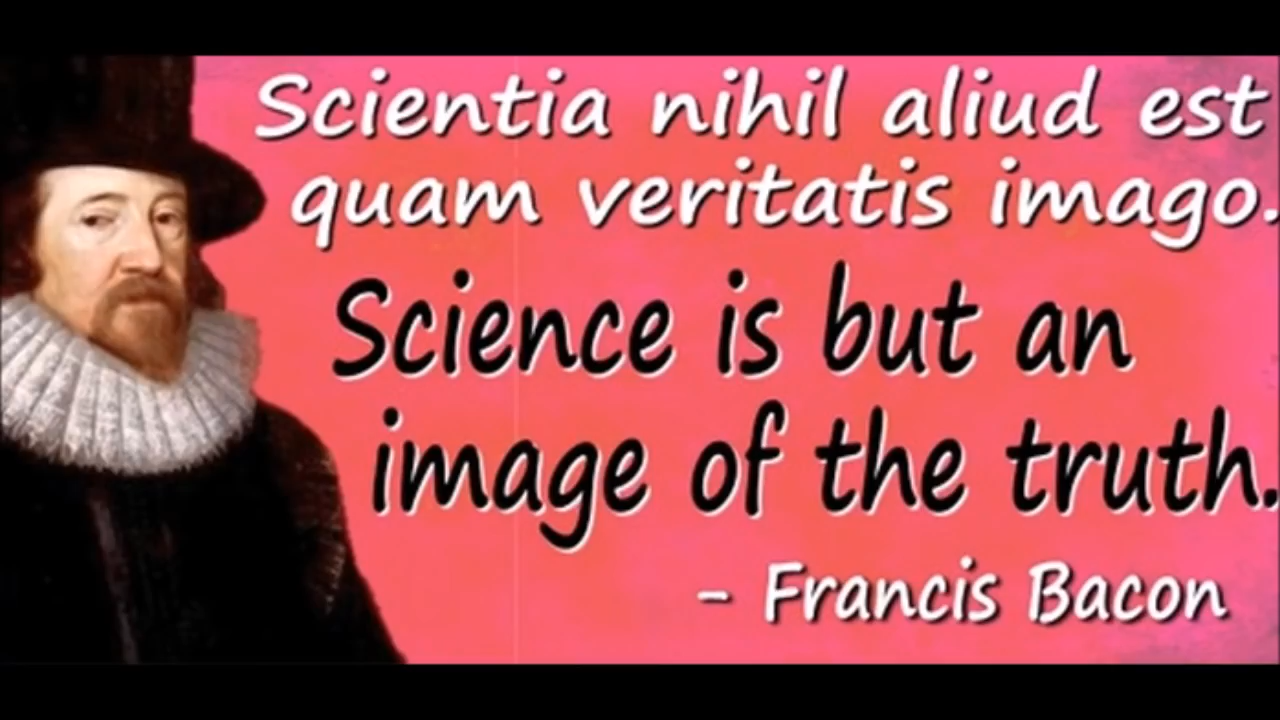 Scientia nihil aliud est
quam veritatis imago.
Science is but an
image of the truth.
- Francis Bacon